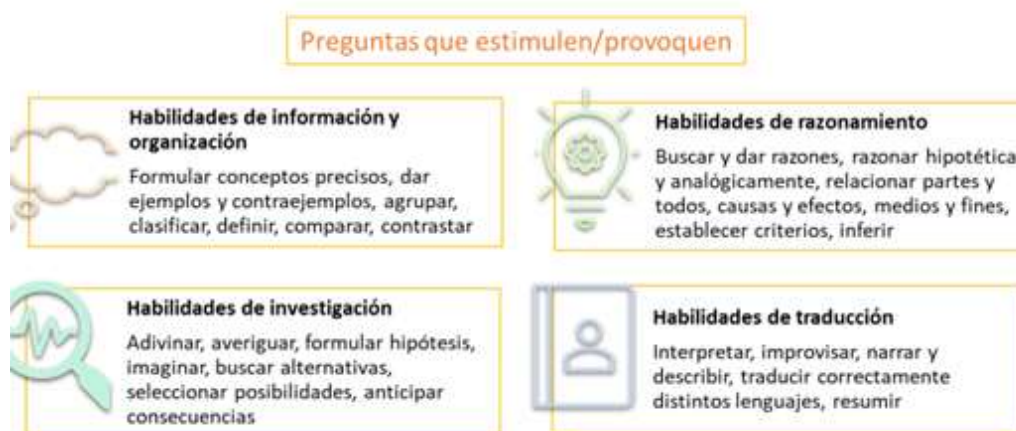 Preguntas que estimulen/provoquen
Habilidades de información y
organización
Formular conceptos precisos, dar
ejemplos y contraejemplos, agrupar,
clasificar, definir, comparar, contrastar
Habilidades de razonamiento
Buscar y dar razones, razonar hipotética
y analógicamente, relacionar partes y
todos, causas y efectos, medios y fines,
establecer criterios, inferir
Habilidades de investigación
Adivinar, averiguar, formular hipótesis,
imaginar, buscar alternativas,
seleccionar posibilidades, anticipar
consecuencias
Habilidades de traducción
Interpretar, improvisar, narrar y
describir, traducir correctamente
distintos lenguajes, resumir